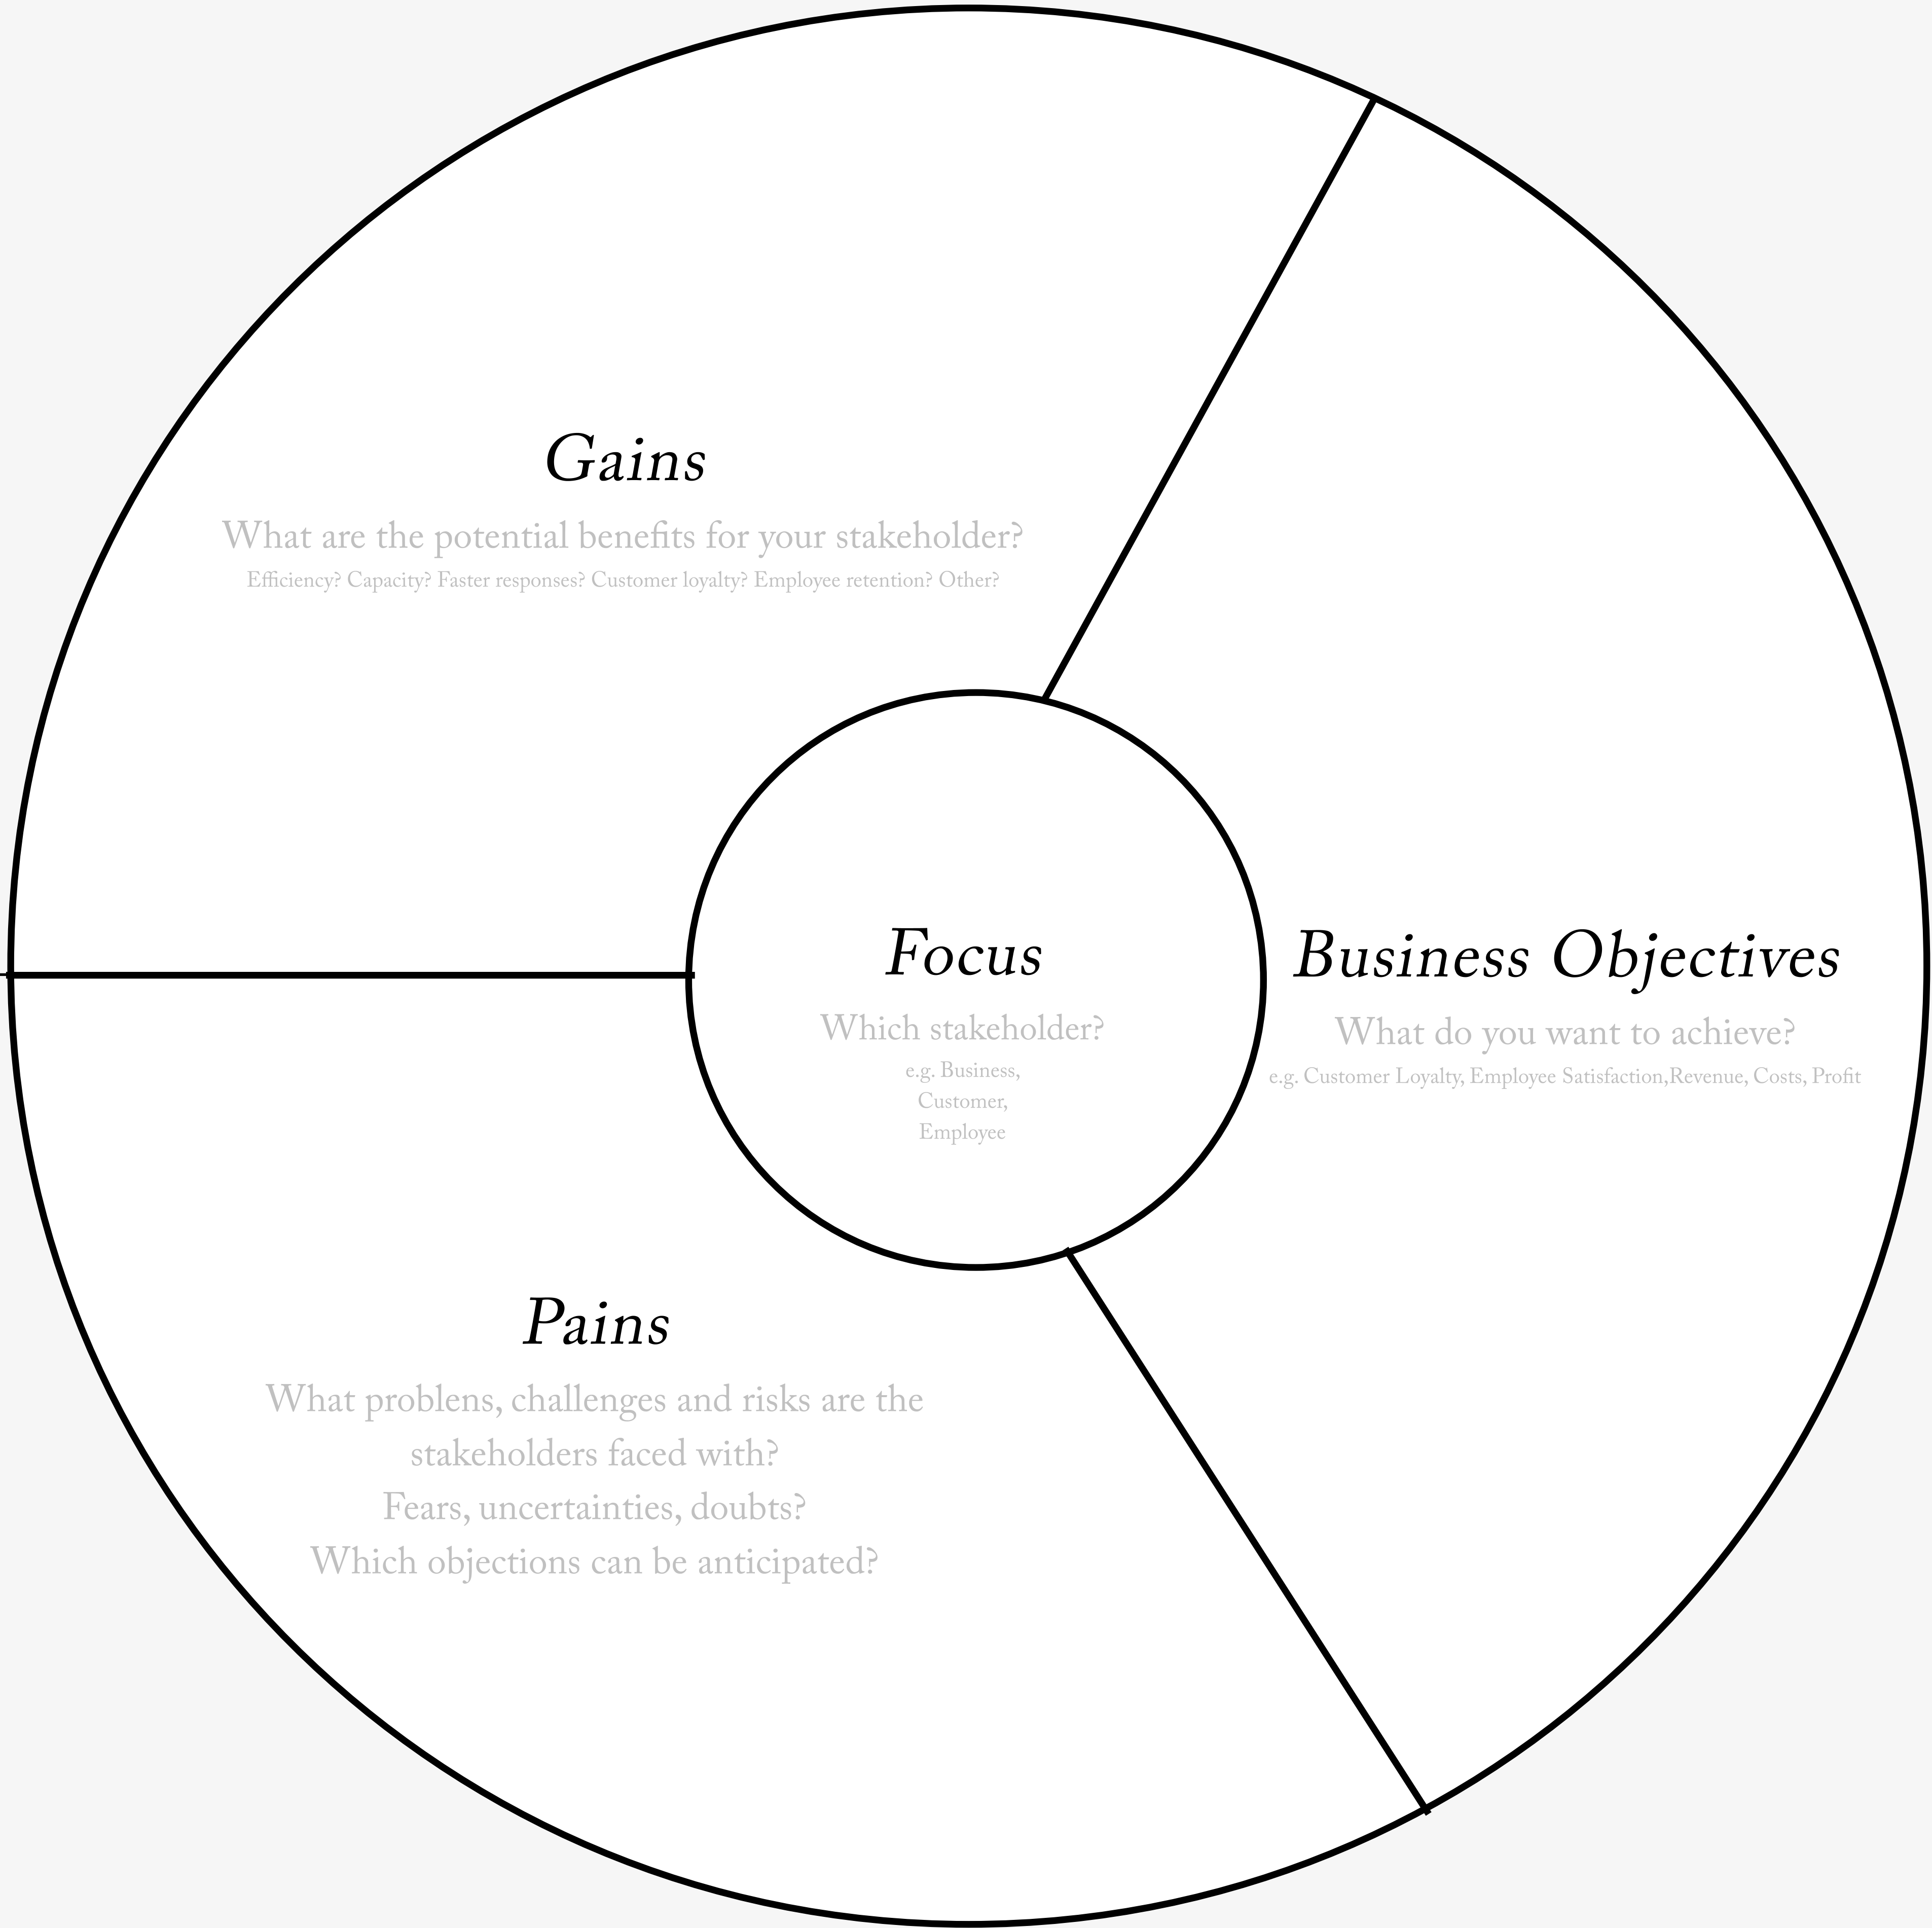 Gains
What are the potential benefits for your stakeholder?
Efficiency? Capacity? Faster responses? Customer loyalty? Employee retention? Other?
Focus
Which stakeholder?
e.g. Business,
Customer,
Employee
Business Objectives
What do you want to achieve?
e.g. Customer Loyalty, Employee Satisfaction,Revenue, Costs, Profit
Pains
What problens, challenges and risks are the
stakeholders faced with?
Fears, uncertainties, doubts?
Which objections can be anticipated?